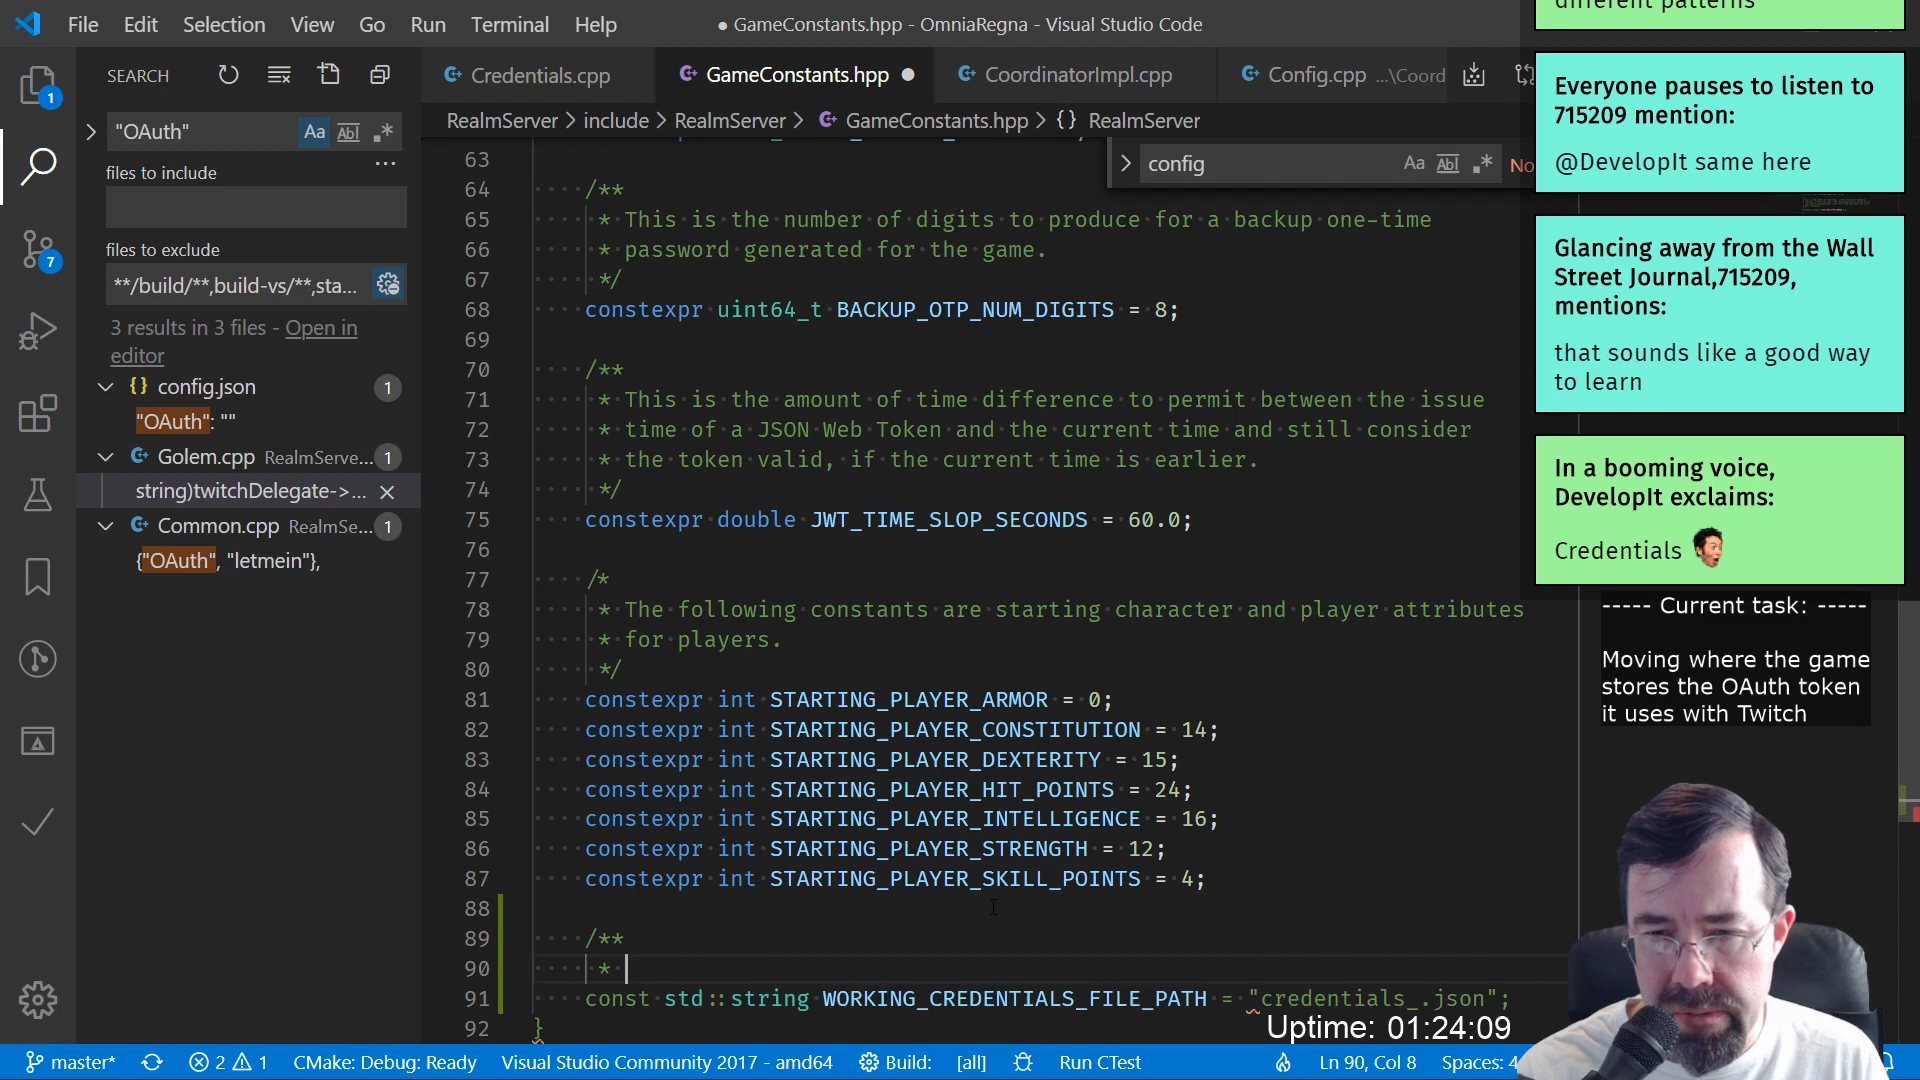 File Edit Selection View Go Run Terminal Help
● GameConstants.hpp - OmniaRegna - Visual Studio Code
SEARCH
Credentials.cpp
GameConstants.hpp ●
CoordinatorImpl.cpp
Config.cpp ...\Coord
"OAuth"
Aa Abl .*
files to include
...
files to exclude
**/build/**,build-vs/**,sta...
3 results in 3 files - Open in
editor
config.json 1
"OAuth": ""
Golem.cpp RealmServe... 1
string)twitchDelegate->...
Common.cpp RealmSe... 1
{"OAuth", "letmein"},
1
7
RealmServer > include > RealmServer > GameConstants.hpp > {} RealmServer
config Aa Abl .* No
63
64 /**
65 * This is the number of digits to produce for a backup one-time
66 * password generated for the game.
67 */
68 constexpr uint64_t BACKUP_OTP_NUM_DIGITS = 8;
69
70 /**
71 * This is the amount of time difference to permit between the issue
72 * time of a JSON Web Token and the current time and still consider
73 * the token valid, if the current time is earlier.
74 */
75 constexpr double JWT_TIME_SLOP_SECONDS = 60.0;
76
77 /*
78 * The following constants are starting character and player attributes
79 * for players.
80 */
81 constexpr int STARTING_PLAYER_ARMOR = 0;
82 constexpr int STARTING_PLAYER_CONSTITUTION = 14;
83 constexpr int STARTING_PLAYER_DEXTERITY = 15;
84 constexpr int STARTING_PLAYER_HIT_POINTS = 24;
85 constexpr int STARTING_PLAYER_INTELLIGENCE = 16;
86 constexpr int STARTING_PLAYER_STRENGTH = 12;
87 constexpr int STARTING_PLAYER_SKILL_POINTS = 4;
88
89 /**
90 *
91 const std::string WORKING_CREDENTIALS_FILE_PATH = "credentials_.json";
92 }
different patterns
Everyone pauses to listen to
715209 mention:
@DevelopIt same here
Glancing away from the Wall
Street Journal,715209,
mentions:
that sounds like a good way
to learn
In a booming voice,
DevelopIt exclaims:
Credentials
----- Current task: -----
Moving where the game
stores the OAuth token
it uses with Twitch
Uptime: 01:24:09
master* 2 1 CMake: Debug: Ready Visual Studio Community 2017 - amd64 Build: [all] Run CTest Ln 90, Col 8 Spaces: 4